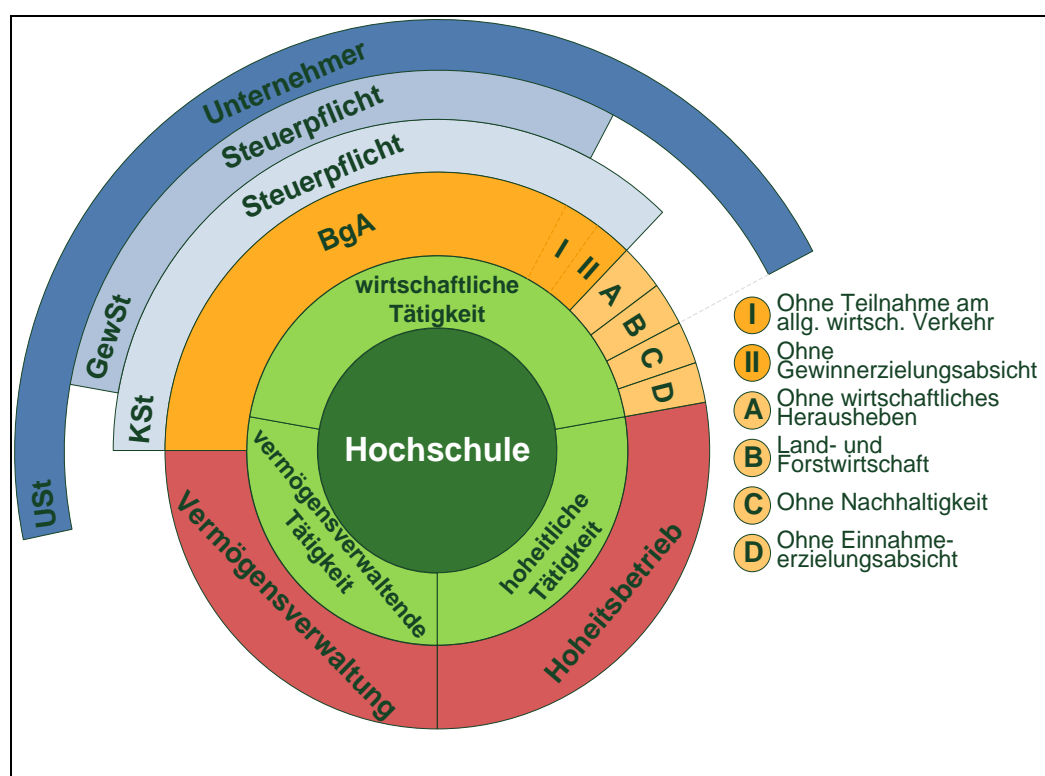 Unternehmer
Steuerpflicht
Steuerpflicht
BgA
I
II
A
B
C
D
wirtschaftliche
Tätigkeit
GewSt
KSt
USt
Hochschule
vermögensverwaltende
Tätigkeit
hoheitliche
Tätigkeit
Vermögensverwaltung
Hoheitsbetrieb
I Ohne Teilnahme am
allg. wirtsch. Verkehr
II Ohne
Gewinnerzielungsabsicht
A Ohne wirtschaftliches
Herausheben
B Land- und
Forstwirtschaft
C Ohne Nachhaltigkeit
D Ohne Einnahme-
erzielungsabsicht